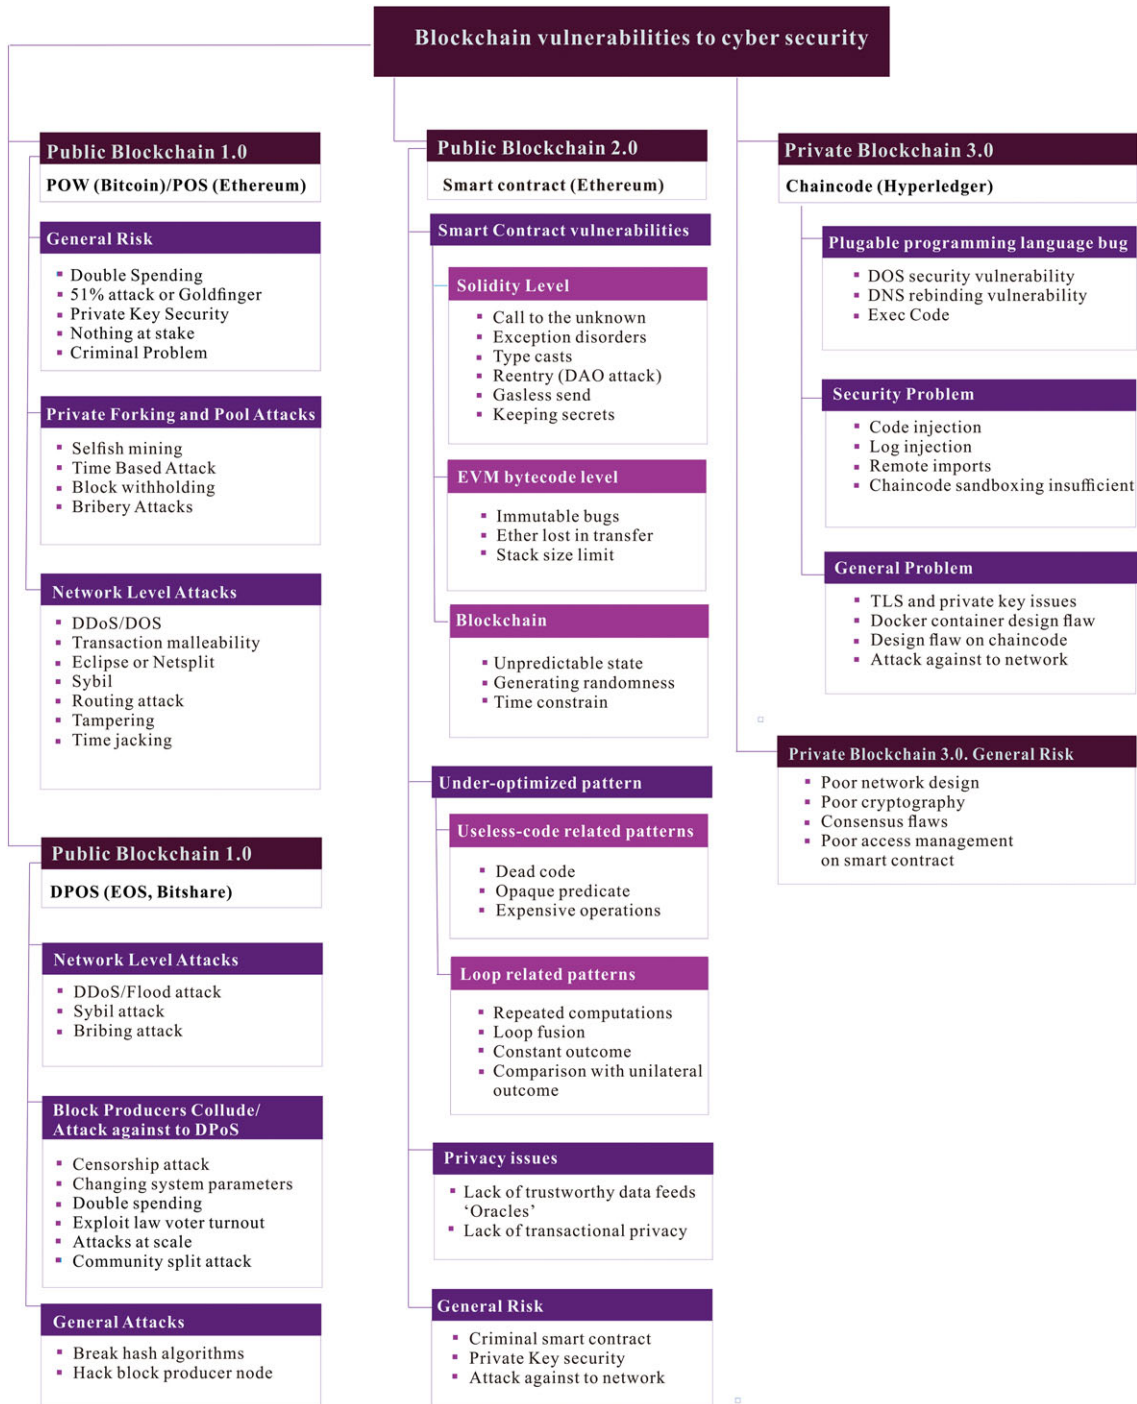 Blockchain vulnerabilities to cyber security
Public Blockchain 1.0
POW (Bitcoin)/POS (Ethereum)
General Risk
Double Spending
51% attack or Goldfinger
Private Key Security
Nothing at stake
Criminal Problem
Private Forking and Pool Attacks
Selfish mining
Time Based Attack
Block withholding
Bribery Attacks
Network Level Attacks
DDoS/DOS
Transaction malleability
Eclipse or Netsplit
Sybil
Routing attack
Tampering
Time jacking
Public Blockchain 1.0
DPOS (EOS, Bitshare)
Network Level Attacks
DDoS/Flood attack
Sybil attack
Bribing attack
Block Producers Collude/
Attack against to DPoS
Censorship attack
Changing system parameters
Double spending
Exploit law voter turnout
Attacks at scale
Community split attack
General Attacks
Break hash algorithms
Hack block producer node
Public Blockchain 2.0
Smart contract (Ethereum)
Smart Contract vulnerabilities
Solidity Level
Call to the unknown
Exception disorders
Type casts
Reentry (DAO attack)
Gasless send
Keeping secrets
EVM bytecode level
Immutable bugs
Ether lost in transfer
Stack size limit
Blockchain
Unpredictable state
Generating randomness
Time constrain
Under-optimized pattern
Useless-code related patterns
Dead code
Opaque predicate
Expensive operations
Loop related patterns
Repeated computations
Loop fusion
Constant outcome
Comparison with unilateral
outcome
Privacy issues
Lack of trustworthy data feeds
‘Oracles’
Lack of transactional privacy
General Risk
Criminal smart contract
Private Key security
Attack against to network
Private Blockchain 3.0
Chaincode (Hyperledger)
Plugable programming language bug
DOS security vulnerability
DNS rebinding vulnerability
Exec Code
Security Problem
Code injection
Log injection
Remote imports
Chaincode sandboxing insufficient
General Problem
TLS and private key issues
Docker container design flaw
Design flaw on chaincode
Attack against to network
Private Blockchain 3.0. General Risk
Poor network design
Poor cryptography
Consensus flaws
Poor access management
on smart contract